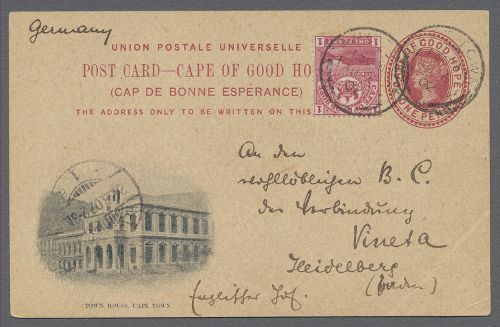 Germany
UNION POSTALE UNIVERSELLE
POST CARD—CAPE OF GOOD HO
(CAP DE BONNE ESPÉRANCE)
THE ADDRESS ONLY TO BE WRITTEN ON THIS
OF GOOD HOPE
ONE PENNY
An den
wohllöblichen B. C.
der Verbindung
Vineta
Heidelberg
(Baden)
Englischer Hof.
TOWN HOUSE, CAPE TOWN.